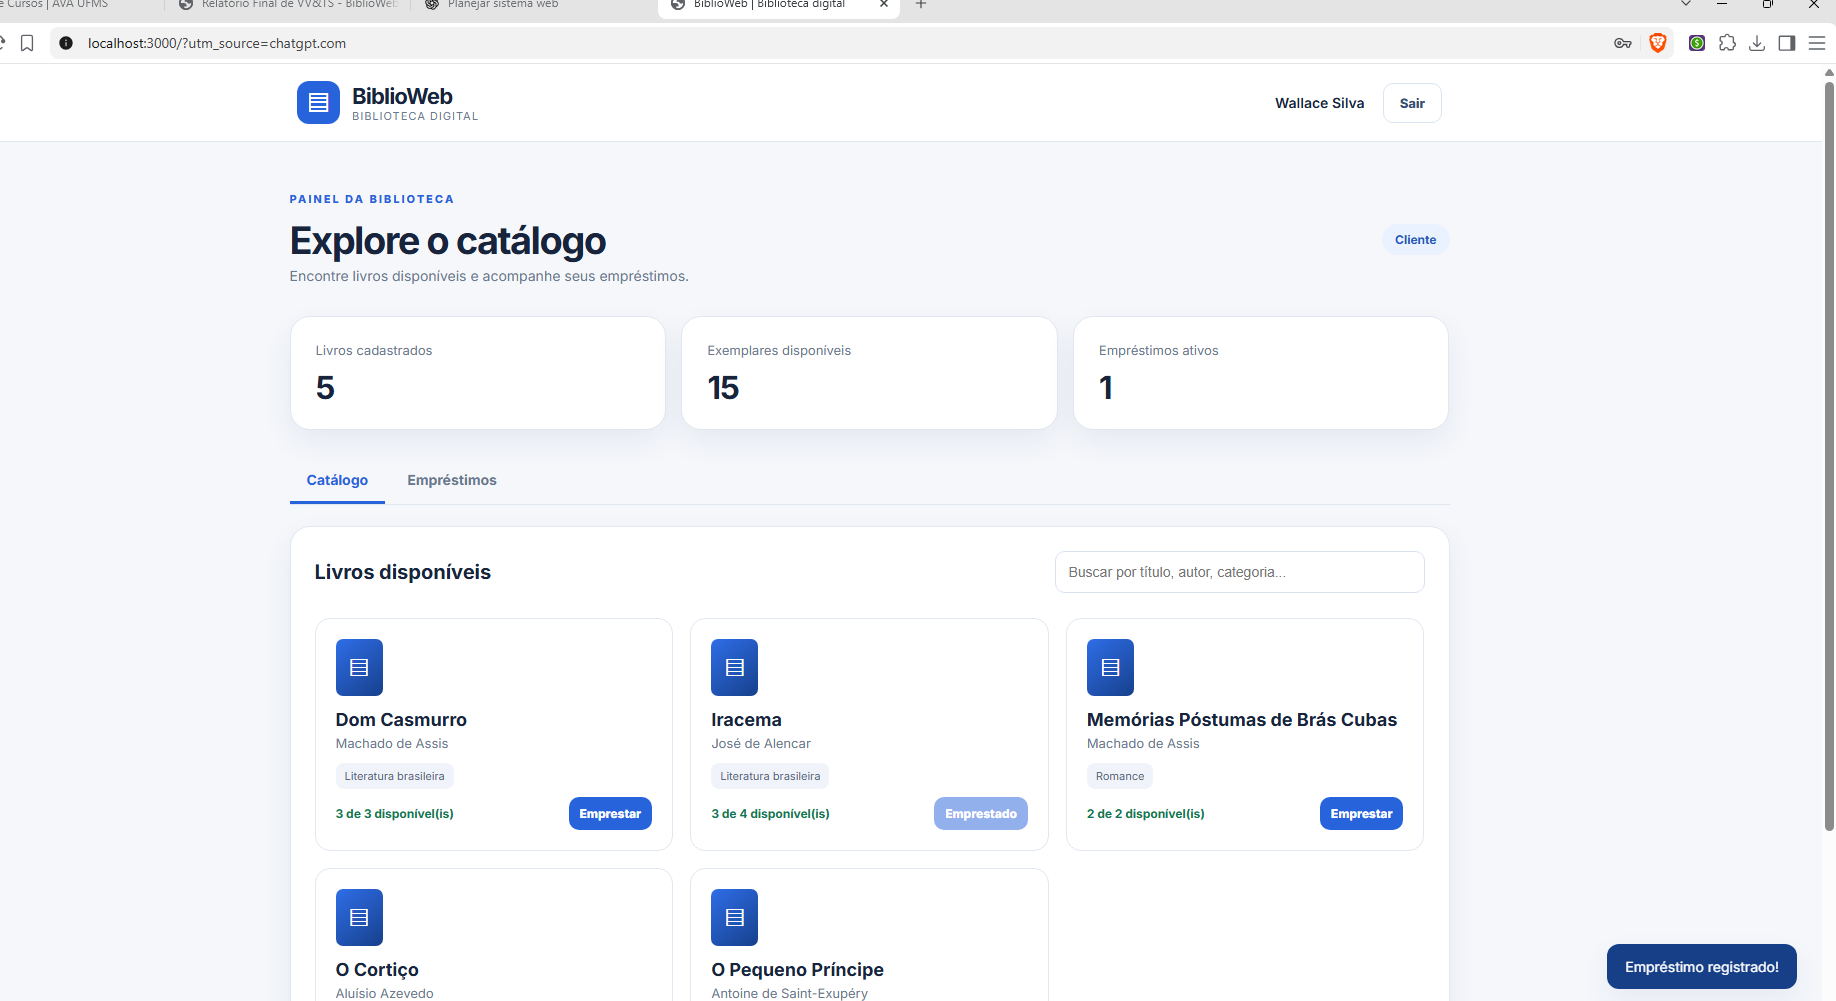 e Cursos | AVA UFMS
Relatório Final de VV&TS - BiblioWeb
Planejar sistema web
BiblioWeb | Biblioteca digital
localhost:3000/?utm_source=chatgpt.com
BiblioWeb
BIBLIOTECA DIGITAL
Wallace Silva
Sair
PAINEL DA BIBLIOTECA
Explore o catálogo
Cliente
Encontre livros disponíveis e acompanhe seus empréstimos.
Livros cadastrados
5
Exemplares disponíveis
15
Empréstimos ativos
1
Catálogo
Empréstimos
Livros disponíveis
Buscar por título, autor, categoria...
Dom Casmurro
Machado de Assis
Literatura brasileira
3 de 3 disponível(is)
Emprestar
Iracema
José de Alencar
Literatura brasileira
3 de 4 disponível(is)
Emprestado
Memórias Póstumas de Brás Cubas
Machado de Assis
Romance
2 de 2 disponível(is)
Emprestar
O Cortiço
Aluísio Azevedo
O Pequeno Príncipe
Antoine de Saint-Exupéry
Empréstimo registrado!